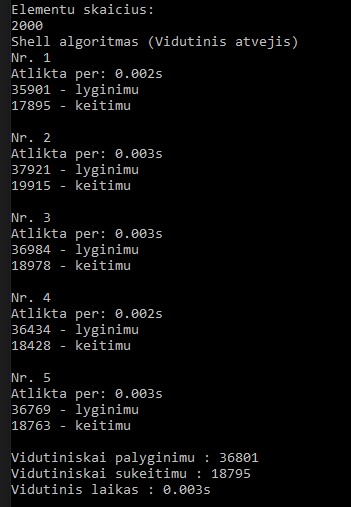 Elementu skaicius:
2000
Shell algoritmas (Vidutinis atvejis)
Nr. 1
Atlikta per: 0.002s
35901 - lyginimu
17895 - keitimu
Nr. 2
Atlikta per: 0.003s
37921 - lyginimu
19915 - keitimu
Nr. 3
Atlikta per: 0.003s
36984 - lyginimu
18978 - keitimu
Nr. 4
Atlikta per: 0.002s
36434 - lyginimu
18428 - keitimu
Nr. 5
Atlikta per: 0.003s
36769 - lyginimu
18763 - keitimu
Vidutiniskai palyginimu : 36801
Vidutiniskai sukeitimu : 18795
Vidutinis laikas : 0.003s